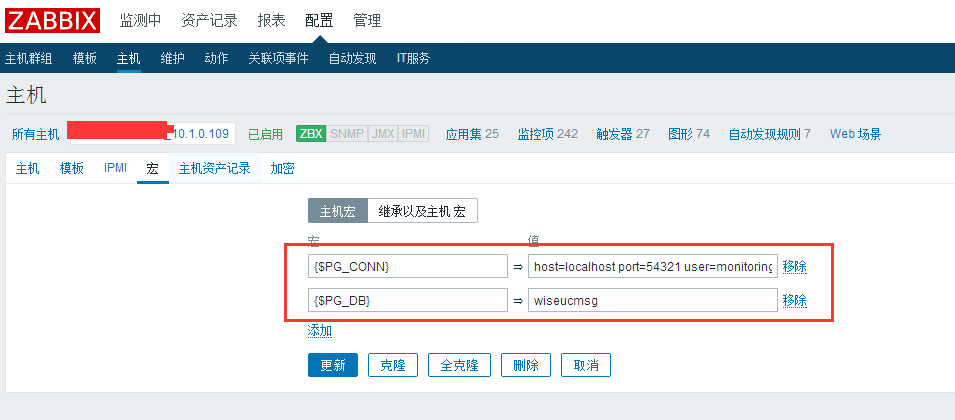 ZABBIX 监测中 资产记录 报表 配置 管理
主机群组 模板 主机 维护 动作 关联项事件 自动发现 IT服务
主机
所有主机 10.1.0.109 已启用 ZBX SNMP JMX IPMI 应用集 25 监控项 242 触发器 27 图形 74 自动发现规则 7 Web 场景
主机 模板 IPMI 宏 主机资产记录 加密
主机宏 继承以及主机 宏
宏 值
{$PG_CONN} ⇒ host=localhost port=54321 user=monitoring 移除
{$PG_DB} ⇒ wiseucmsg 移除
添加
更新 克隆 全克隆 删除 取消